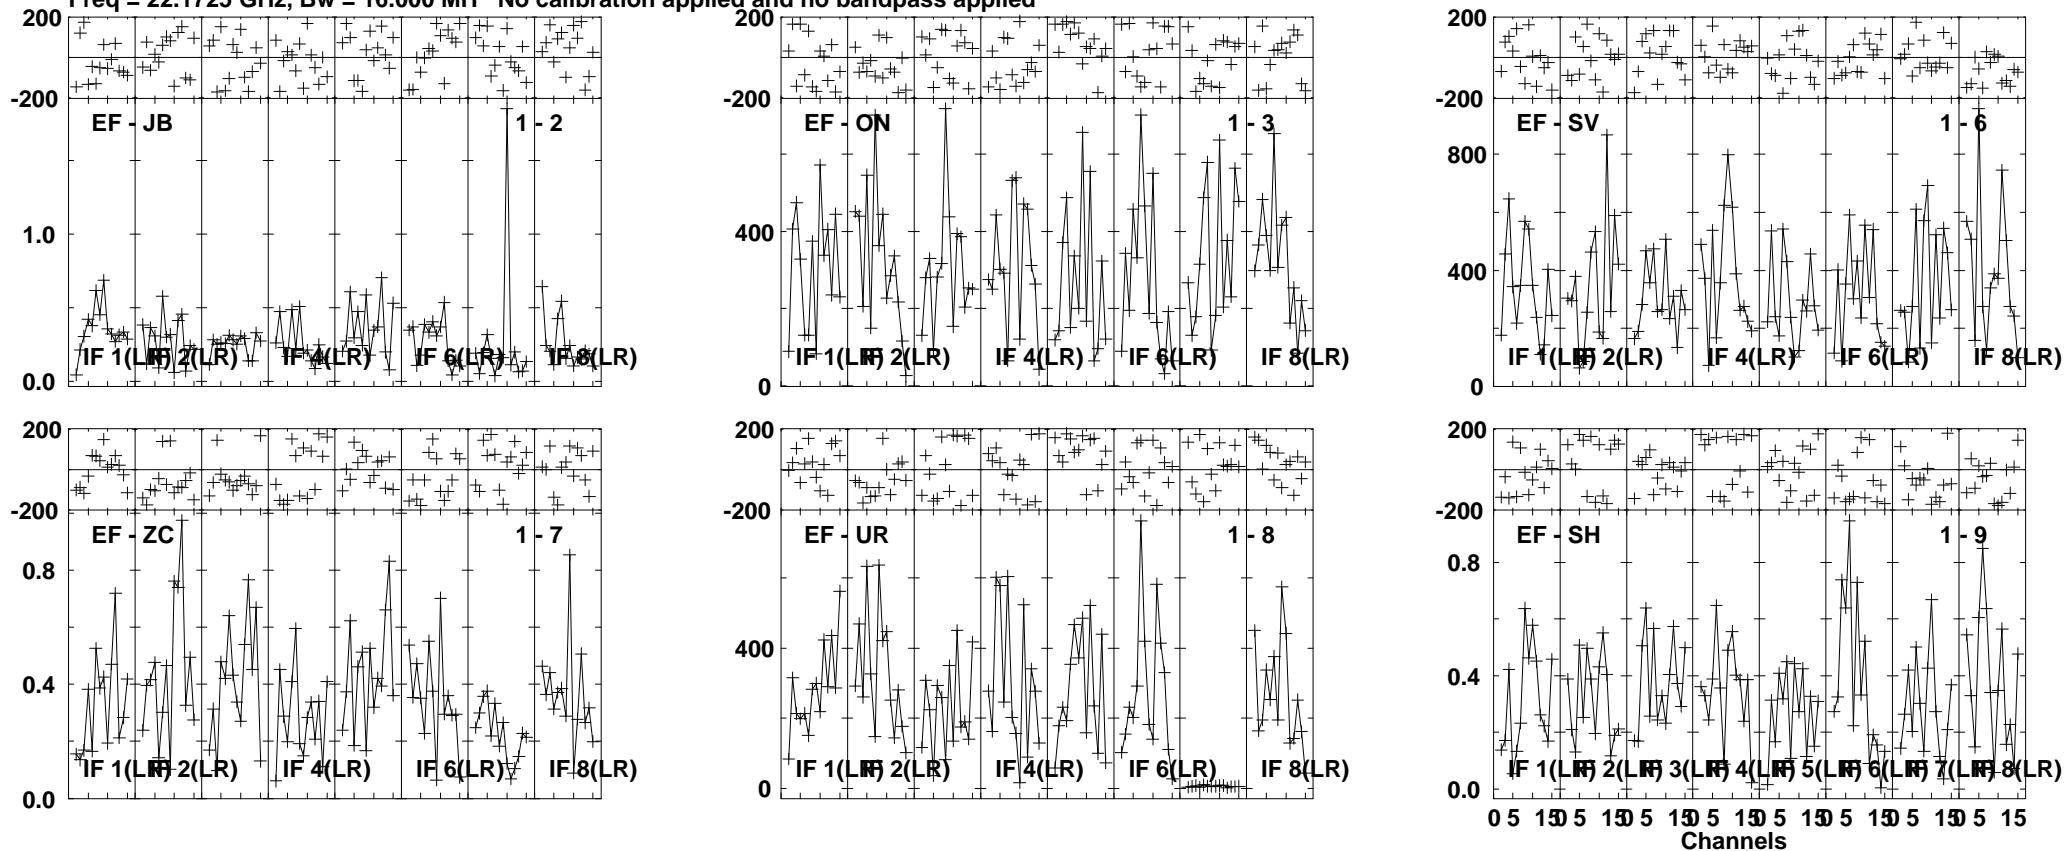 Freq = 22.1725 GHz, Bw = 16.000 MH No calibration applied and no bandpass applied
200
-200
EF - JB
1 - 2
1.0
0.0
IF 1(LR)
IF 2(LR)
IF 4(LR)
IF 6(LR)
IF 8(LR)
200
-200
EF - ON
1 - 3
400
0
IF 1(LR)
IF 2(LR)
IF 4(LR)
IF 6(LR)
IF 8(LR)
200
-200
EF - SV
1 - 6
800
400
0
IF 1(LR)
IF 2(LR)
IF 4(LR)
IF 6(LR)
IF 8(LR)
200
-200
EF - ZC
1 - 7
0.8
0.4
0.0
IF 1(LR)
IF 2(LR)
IF 4(LR)
IF 6(LR)
IF 8(LR)
200
-200
EF - UR
1 - 8
400
0
IF 1(LR)
IF 2(LR)
IF 4(LR)
IF 6(LR)
IF 8(LR)
200
-200
EF - SH
1 - 9
0.8
0.4
0.0
IF 1(LR)
IF 2(LR)
IF 3(LR)
IF 4(LR)
IF 5(LR)
IF 6(LR)
IF 7(LR)
IF 8(LR)
0 5 15
0 5 15
0 5 15
0 5 15
0 5 15
0 5 15
0 5 15
0 5 15
Channels